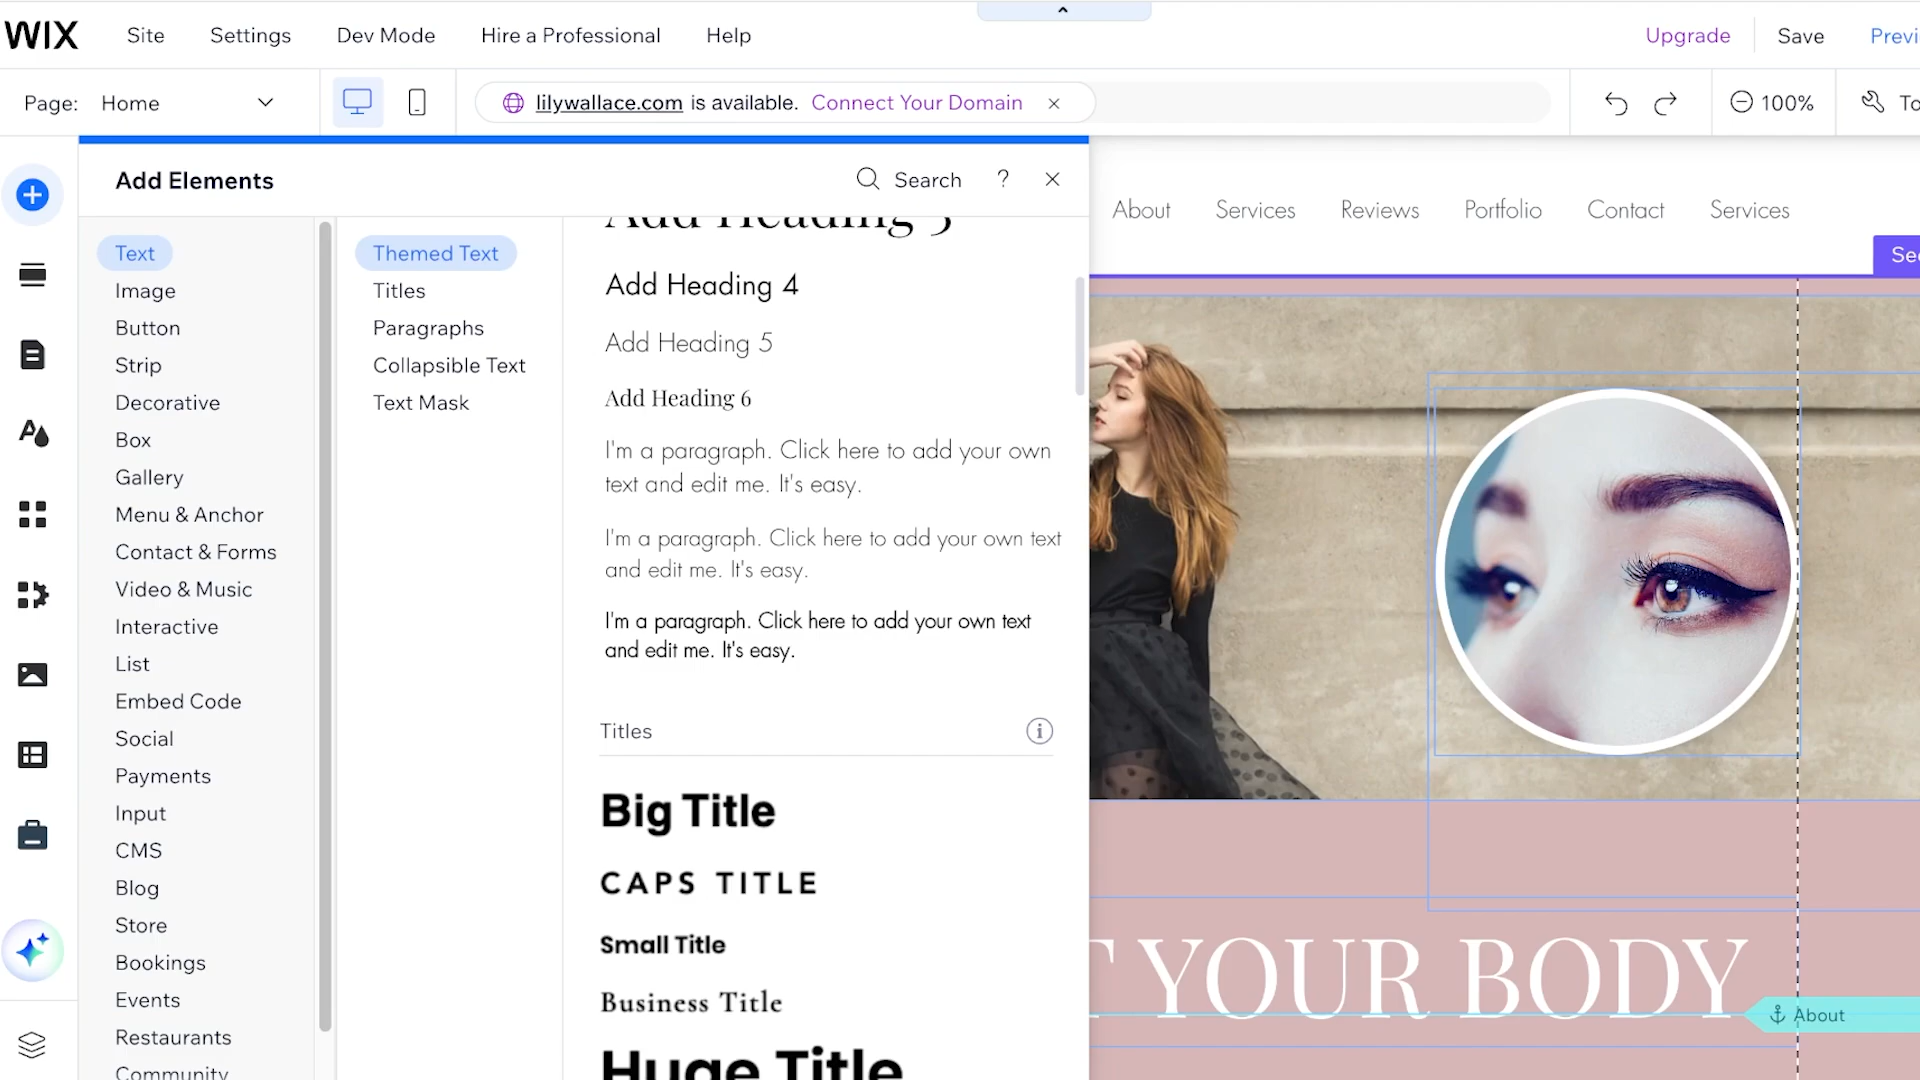 WIX Site Settings Dev Mode Hire a Professional Help Upgrade Save Previ
Page: Home lilywallace.com is available. Connect Your Domain 100% To
Add Elements Search ?
Text
Image
Button
Strip
Decorative
Box
Gallery
Menu & Anchor
Contact & Forms
Video & Music
Interactive
List
Embed Code
Social
Payments
Input
CMS
Blog
Store
Bookings
Events
Restaurants
Community
Themed Text
Titles
Paragraphs
Collapsible Text
Text Mask
Add Heading 3
Add Heading 4
Add Heading 5
Add Heading 6
I'm a paragraph. Click here to add your own
text and edit me. It's easy.
I'm a paragraph. Click here to add your own text
and edit me. It's easy.
I'm a paragraph. Click here to add your own text
and edit me. It's easy.
Titles
Big Title
CAPS TITLE
Small Title
Business Title
Huge Title
About Services Reviews Portfolio Contact Services
Sec
T YOUR BODY
About